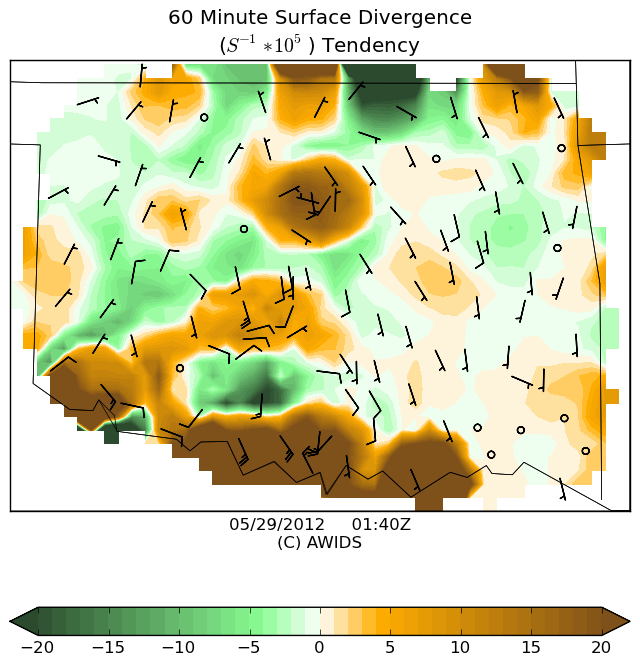 60 Minute Surface Divergence
($S^{-1} * 10^5$ ) Tendency
05/29/2012 01:40Z
(C) AWIDS
−20 −15 −10 −5 0 5 10 15 20